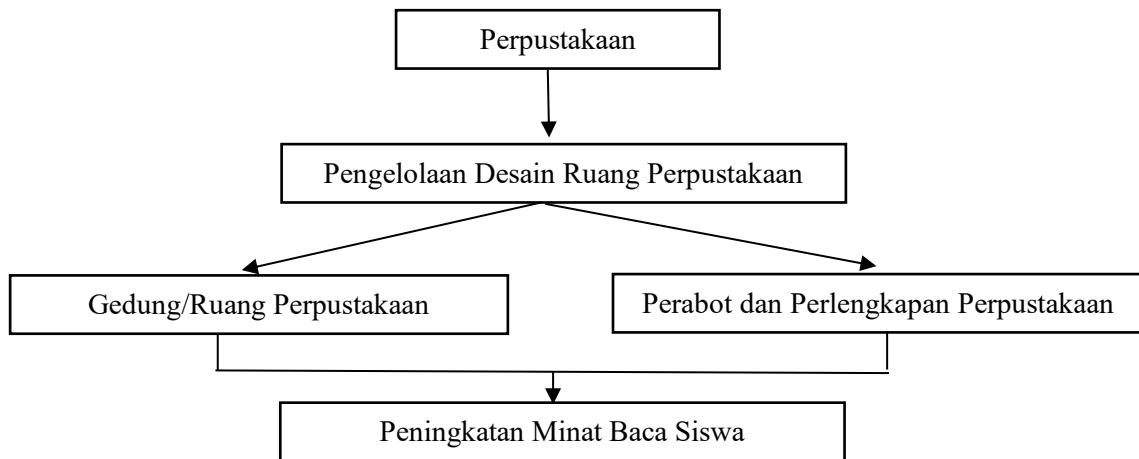 Perpustakaan
Pengelolaan Desain Ruang Perpustakaan
Gedung/Ruang Perpustakaan
Perabot dan Perlengkapan Perpustakaan
Peningkatan Minat Baca Siswa